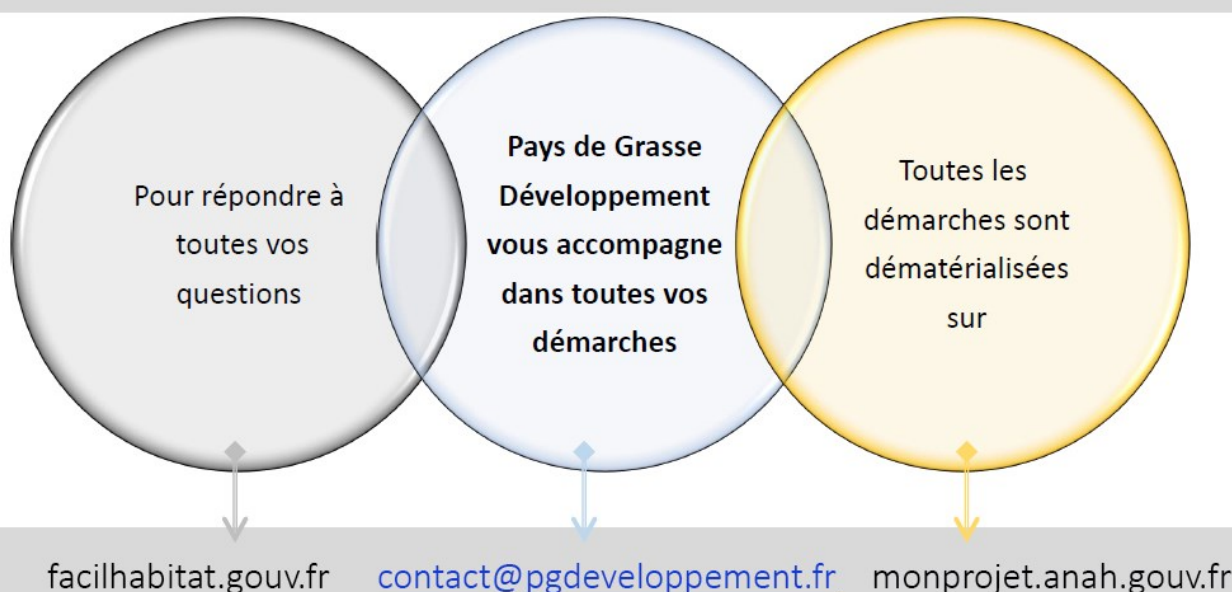 Pour répondre à
toutes vos
questions
Pays de Grasse
Développement
vous accompagne
dans toutes vos
démarches
Toutes les
démarches sont
dématérialisées
sur
facilhabitat.gouv.fr
contact@pgdeveloppement.fr
monprojet.anah.gouv.fr